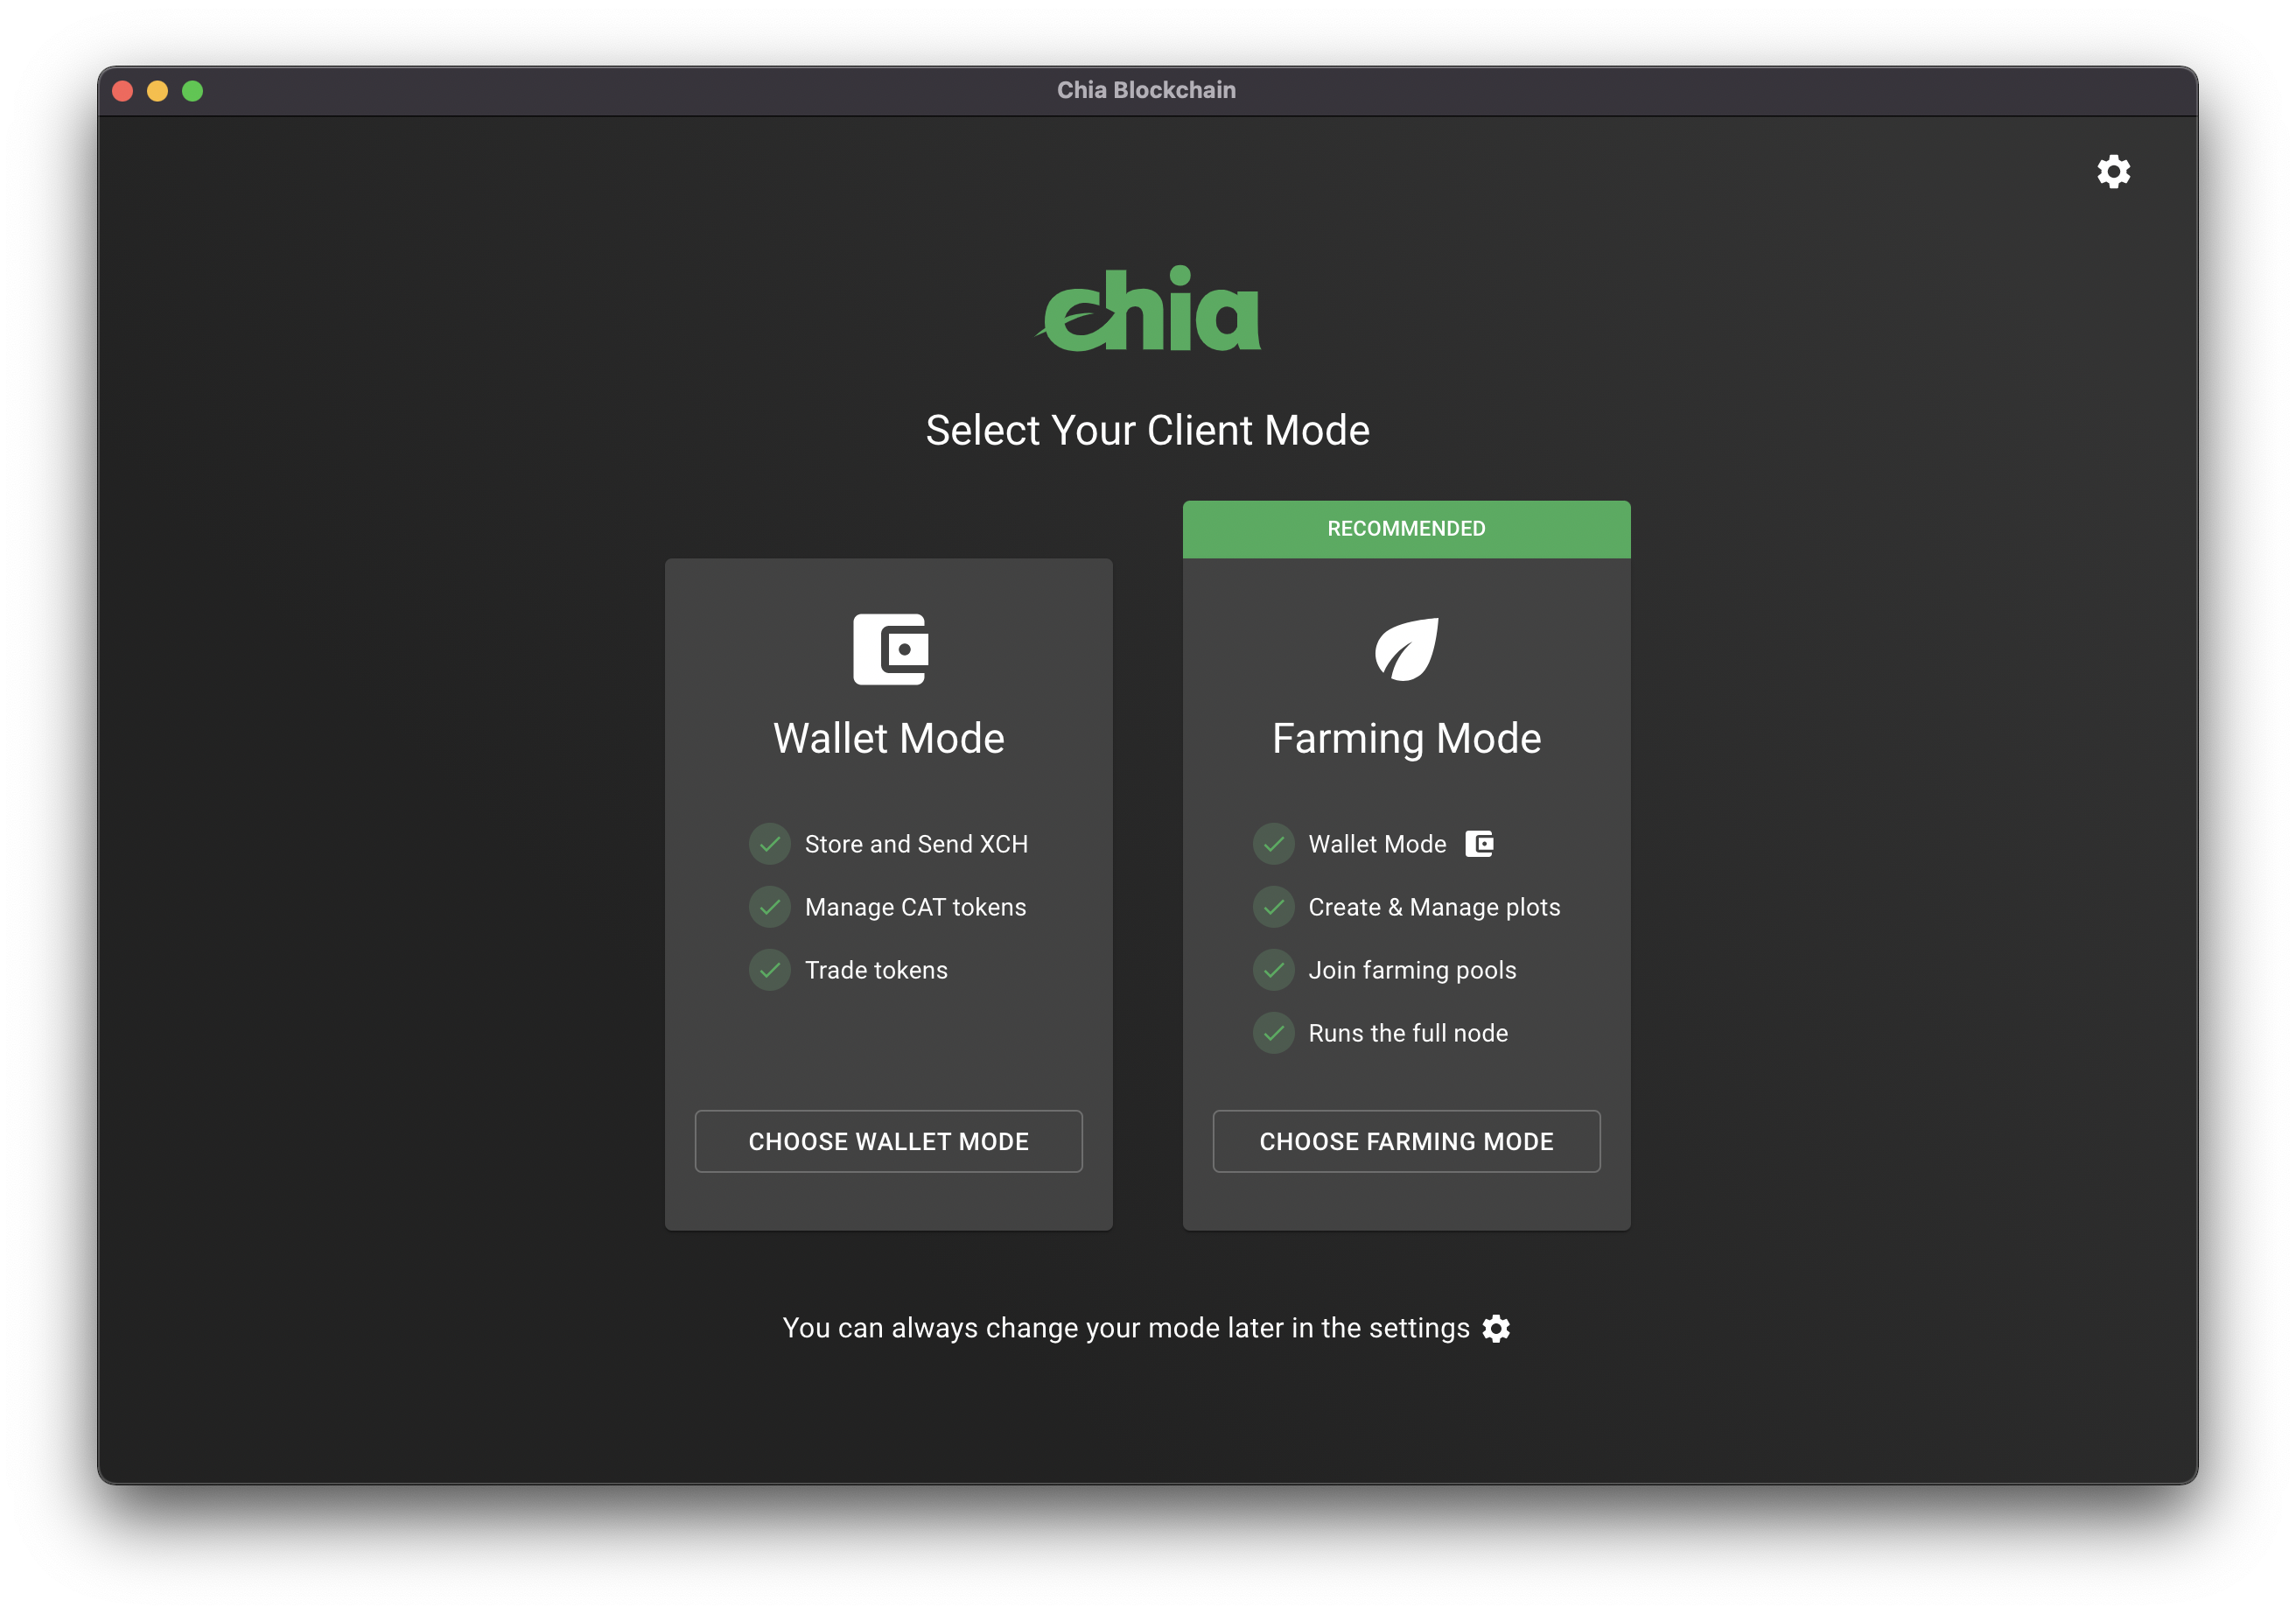 Chia Blockchain
chia
Select Your Client Mode
Wallet Mode
Store and Send XCH
Manage CAT tokens
Trade tokens
CHOOSE WALLET MODE
RECOMMENDED
Farming Mode
Wallet Mode
Create & Manage plots
Join farming pools
Runs the full node
CHOOSE FARMING MODE
You can always change your mode later in the settings